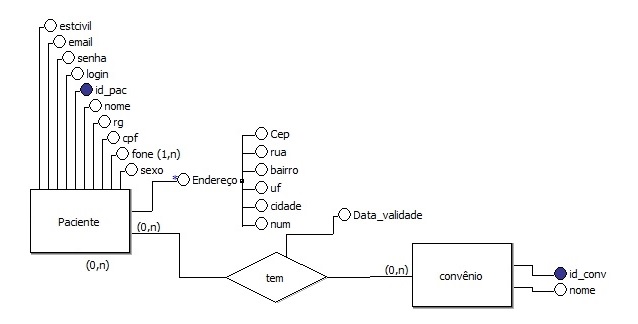 estcivil
email
senha
login
id_pac
nome
rg
cpf
fone (1,n)
sexo
* Endereço
Cep
rua
bairro
uf
cidade
num
Paciente
(0,n)
(0,n)
Data_validade
tem
(0,n)
convênio
id_conv
nome